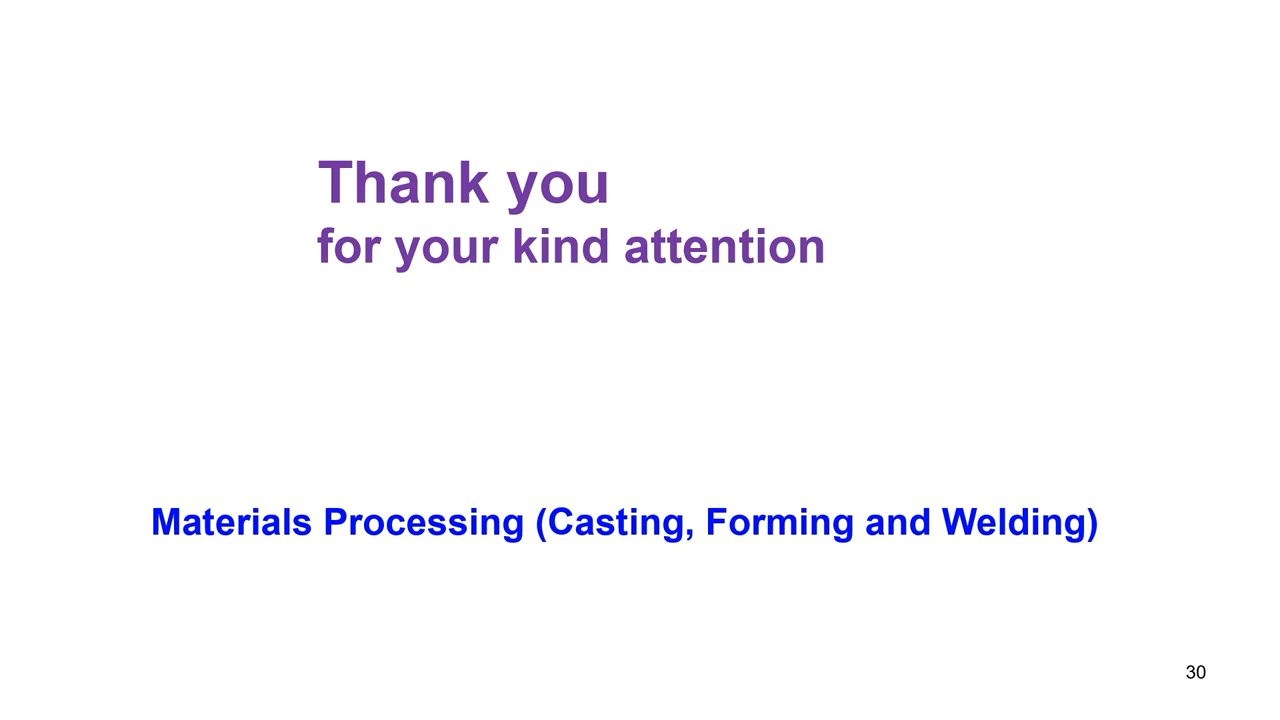 Thank you
for your kind attention
Materials Processing (Casting, Forming and Welding)
30